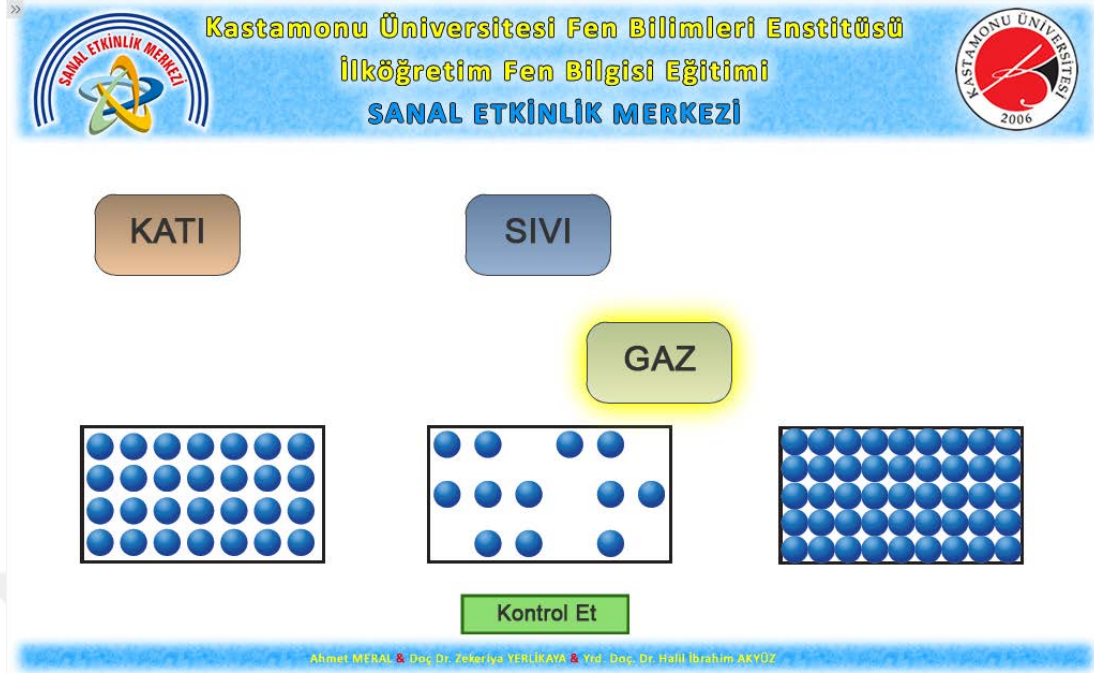 »
Kastamonu Üniversitesi Fen Bilimleri Enstitüsü
İlköğretim Fen Bilgisi Eğitimi
SANAL ETKİNLİK MERKEZİ
SANAL ETKİNLİK MERKEZİ
KASTAMONU ÜNİVERSİTESİ
2006
KATI
SIVI
GAZ
Kontrol Et
Ahmet MERAL & Doç Dr. Zekeriya YERLİKAYA & Yrd. Doç. Dr. Halil İbrahim AKYÜZ